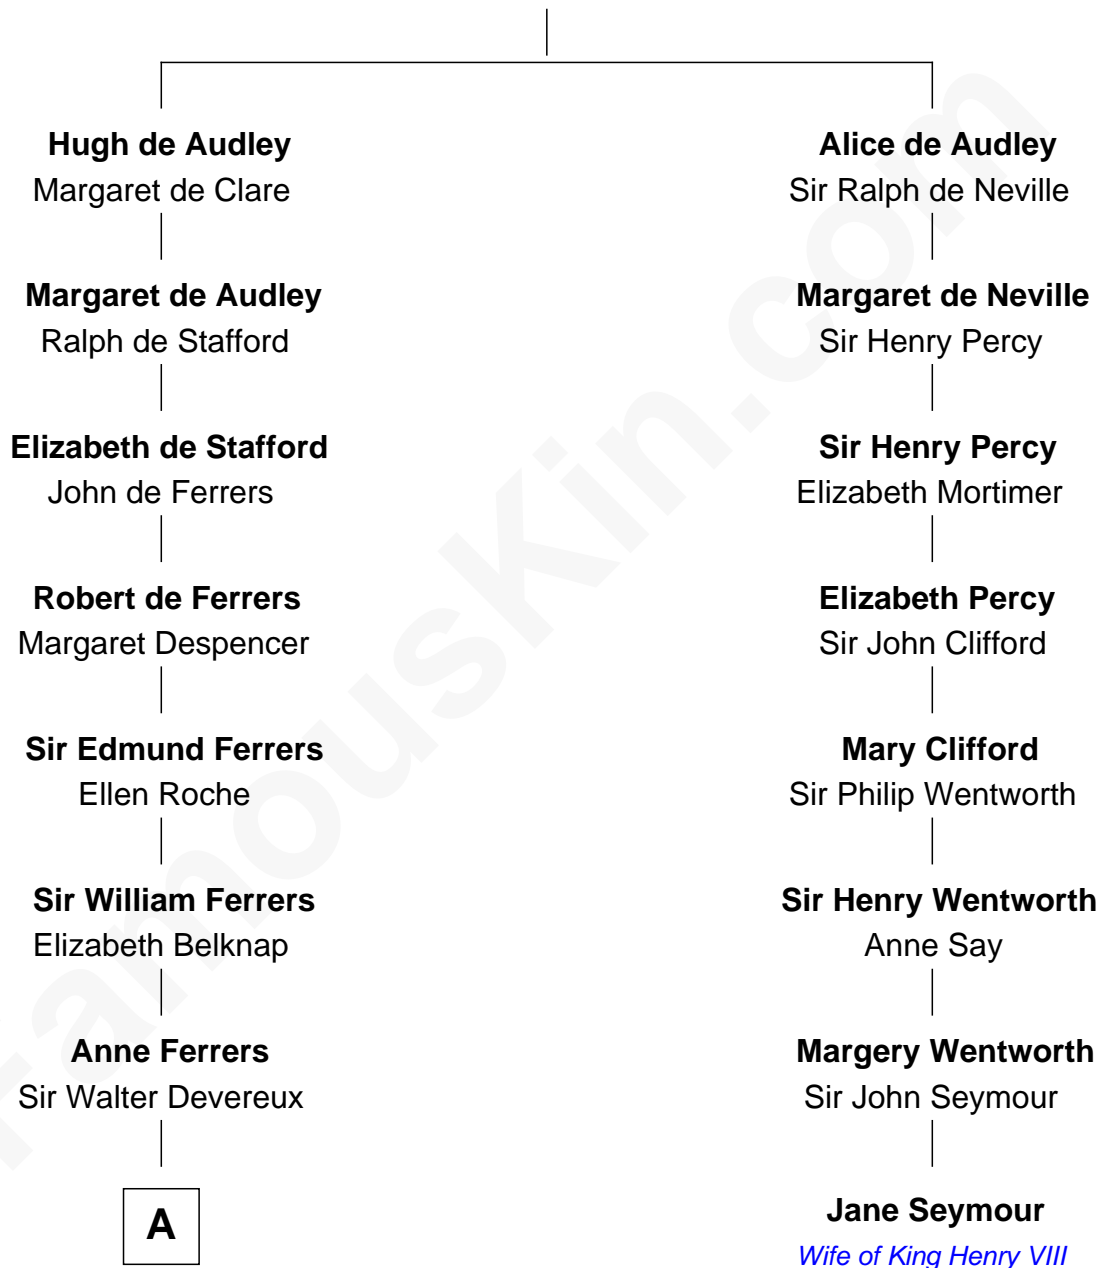 Hugh de Audley
Margaret de Clare
Margaret de Audley
Ralph de Stafford
Elizabeth de Stafford
John de Ferrers
Robert de Ferrers
Margaret Despencer
Sir Edmund Ferrers
Ellen Roche
Sir William Ferrers
Elizabeth Belknap
Anne Ferrers
Sir Walter Devereux
A
Alice de Audley
Sir Ralph de Neville
Margaret de Neville
Sir Henry Percy
Sir Henry Percy
Elizabeth Mortimer
Elizabeth Percy
Sir John Clifford
Mary Clifford
Sir Philip Wentworth
Sir Henry Wentworth
Anne Say
Margery Wentworth
Sir John Seymour
Jane Seymour
Wife of King Henry VIII
FamousKin.com